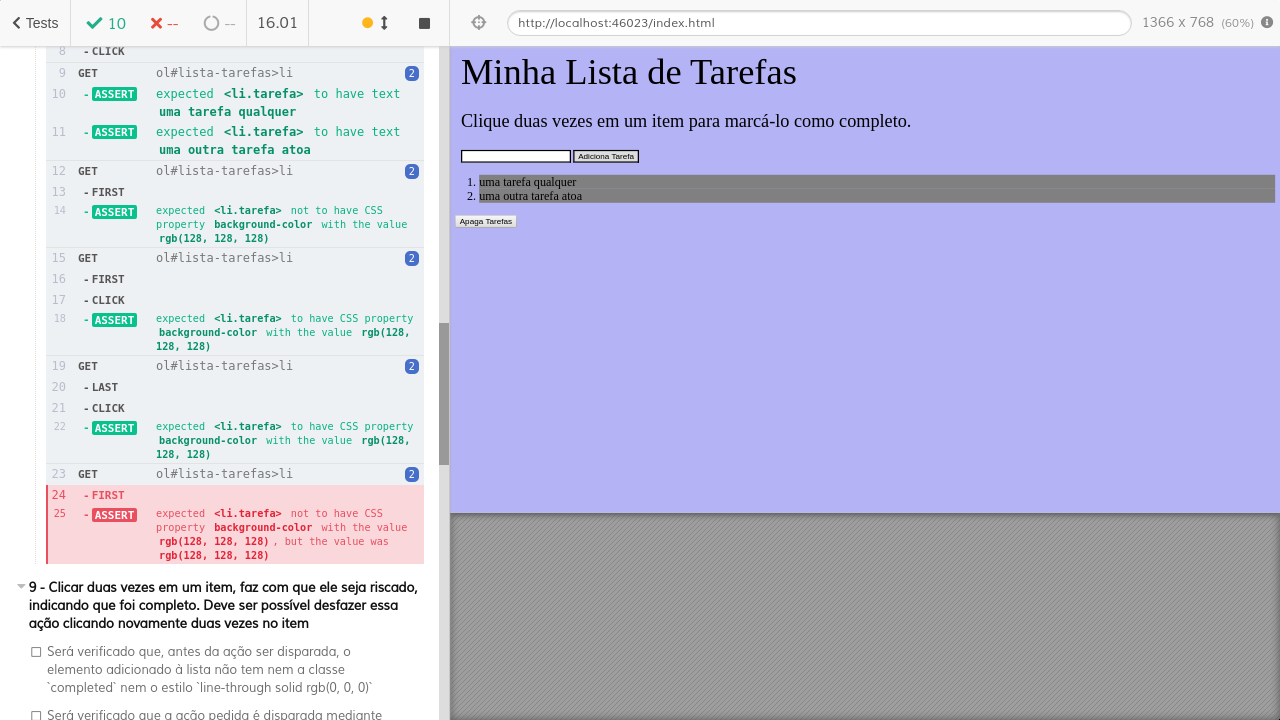 Tests
10
--
--
16.01
http://localhost:46023/index.html
1366 x 768 (60%)
8 - CLICK
9 GET ol#lista-tarefas>li 2
10 - ASSERT expected <li.tarefa> to have text
uma tarefa qualquer
11 - ASSERT expected <li.tarefa> to have text
uma outra tarefa atoa
12 GET ol#lista-tarefas>li 2
13 - FIRST
14 - ASSERT expected <li.tarefa> not to have CSS
property background-color with the value
rgb(128, 128, 128)
15 GET ol#lista-tarefas>li 2
16 - FIRST
17 - CLICK
18 - ASSERT expected <li.tarefa> to have CSS property
background-color with the value rgb(128,
128, 128)
19 GET ol#lista-tarefas>li 2
20 - LAST
21 - CLICK
22 - ASSERT expected <li.tarefa> to have CSS property
background-color with the value rgb(128,
128, 128)
23 GET ol#lista-tarefas>li 2
24 - FIRST
25 - ASSERT expected <li.tarefa> not to have CSS
property background-color with the value
rgb(128, 128, 128), but the value was
rgb(128, 128, 128)
9 - Clicar duas vezes em um item, faz com que ele seja riscado,
indicando que foi completo. Deve ser possível desfazer essa
ação clicando novamente duas vezes no item
Será verificado que, antes da ação ser disparada, o
elemento adicionado à lista não tem nem a classe
`completed` nem o estilo `line-through solid rgb(0, 0, 0)`
Será verificado que a ação pedida é disparada mediante
Minha Lista de Tarefas
Clique duas vezes em um item para marcá-lo como completo.
Adiciona Tarefa
1. uma tarefa qualquer
2. uma outra tarefa atoa
Apaga Tarefas